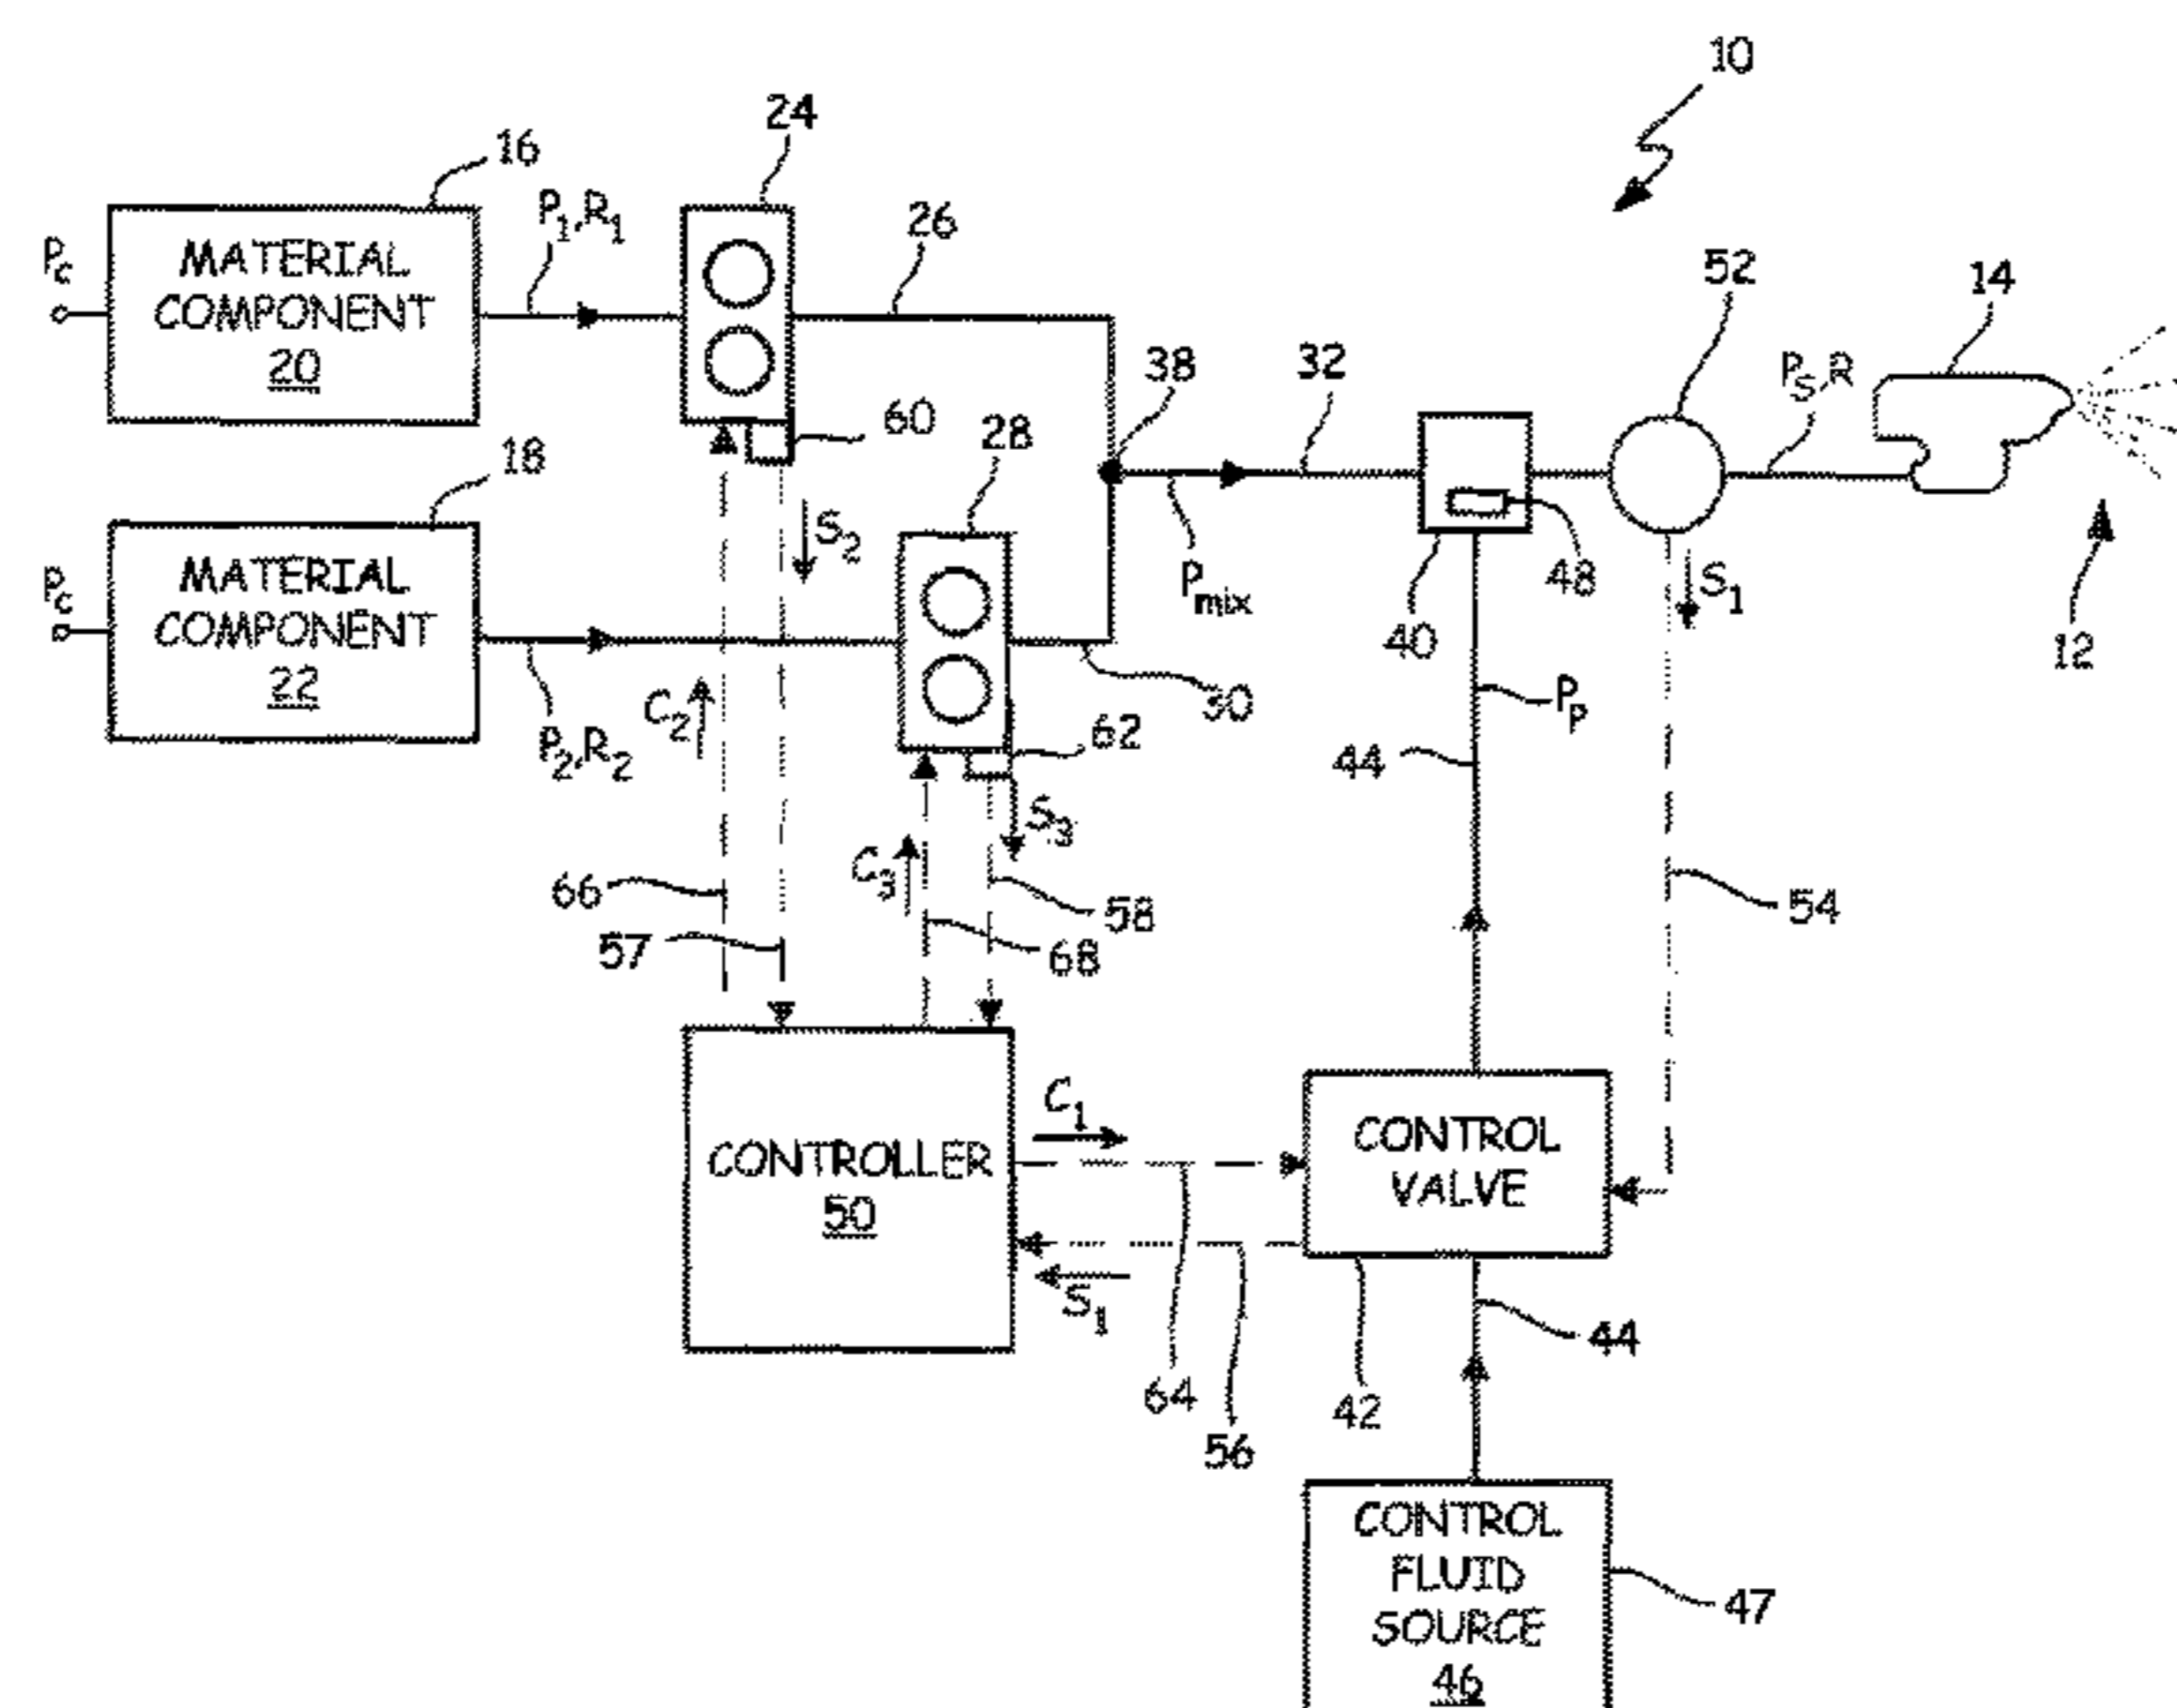 10
24
16
P1,R1
26
Pc
MATERIAL
COMPONENT
20
52
14
38
32
PS,R
60
28
18
S2
Pc
MATERIAL
COMPONENT
22
Pmix
48
40
S1
12
C2
30
Pp
P2,R2
62
44
S3
C3
66
58
54
57
68
C1
CONTROLLER
50
CONTROL
VALVE
S1
44
64
42
56
CONTROL
FLUID
SOURCE
46
47